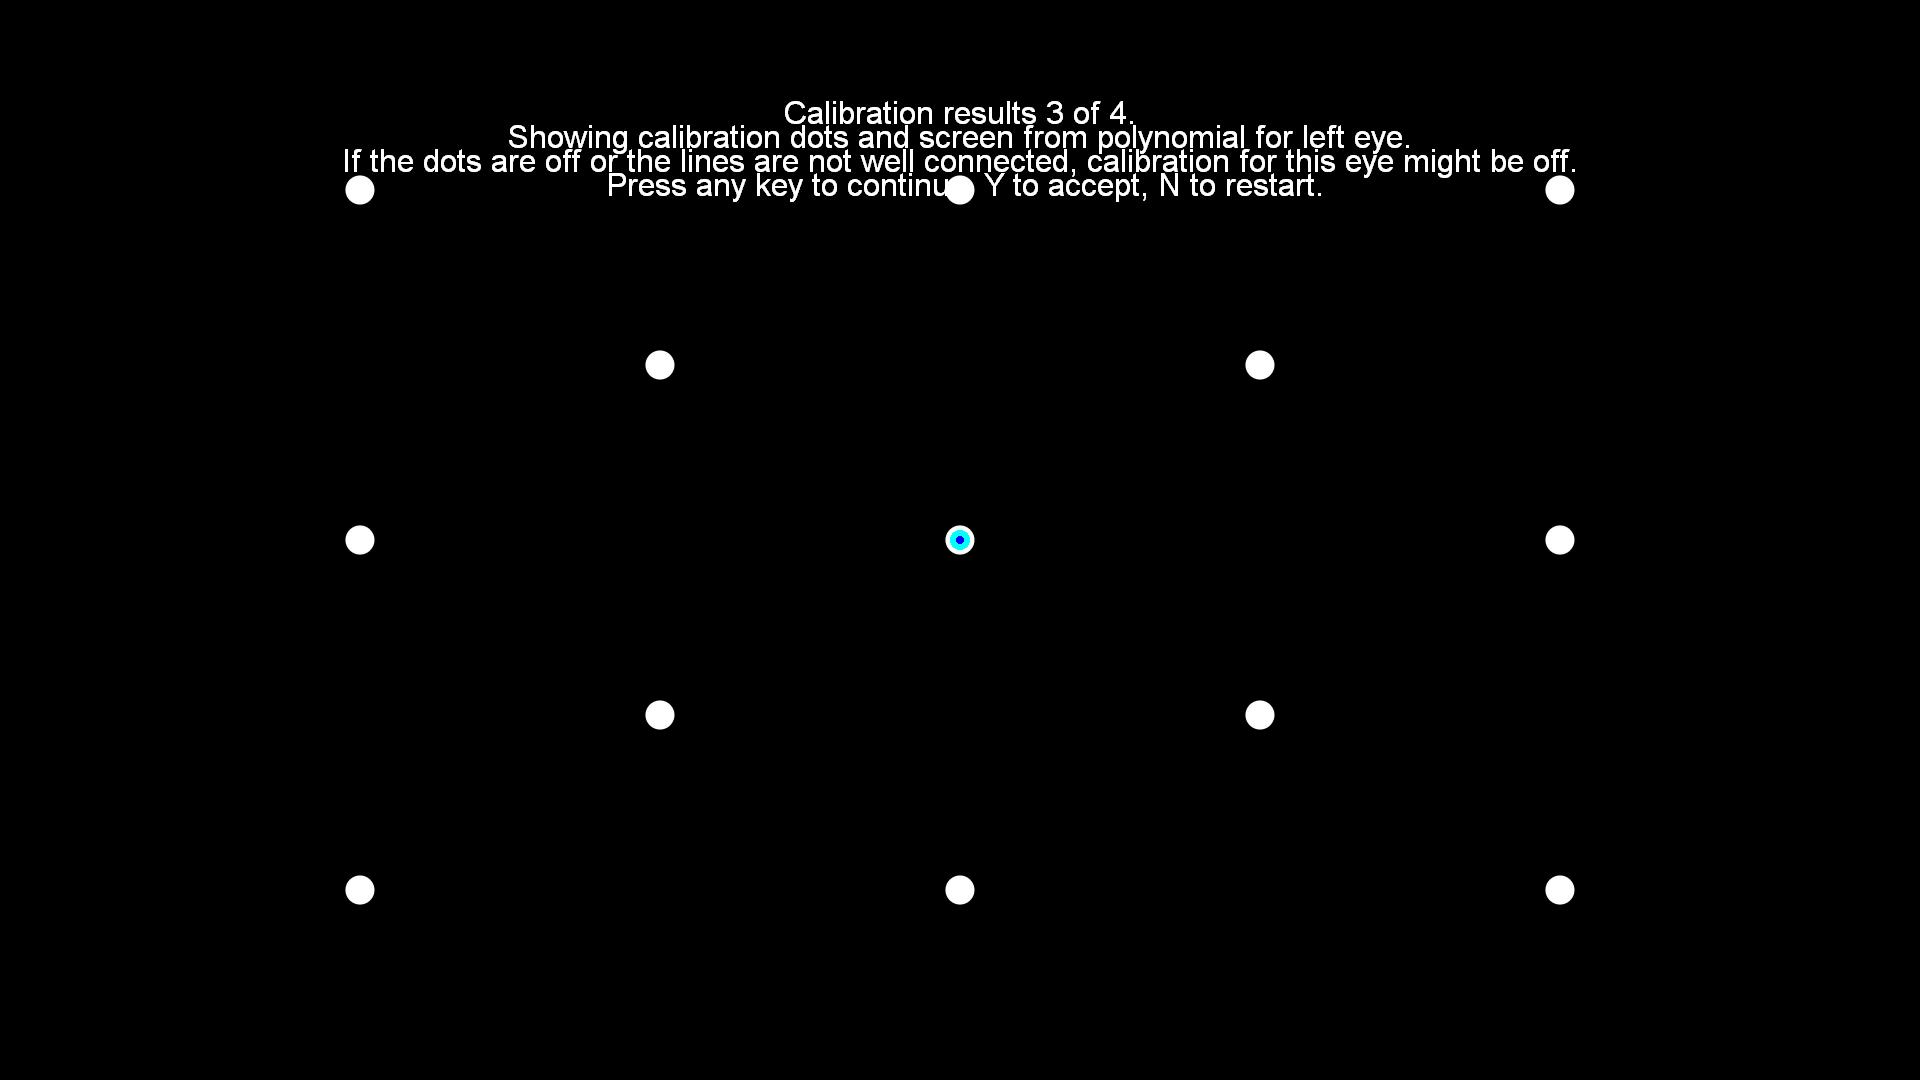 Calibration results 3 of 4.
Showing calibration dots and screen from polynomial for left eye.
If the dots are off or the lines are not well connected, calibration for this eye might be off.
Press any key to continu Y to accept, N to restart.